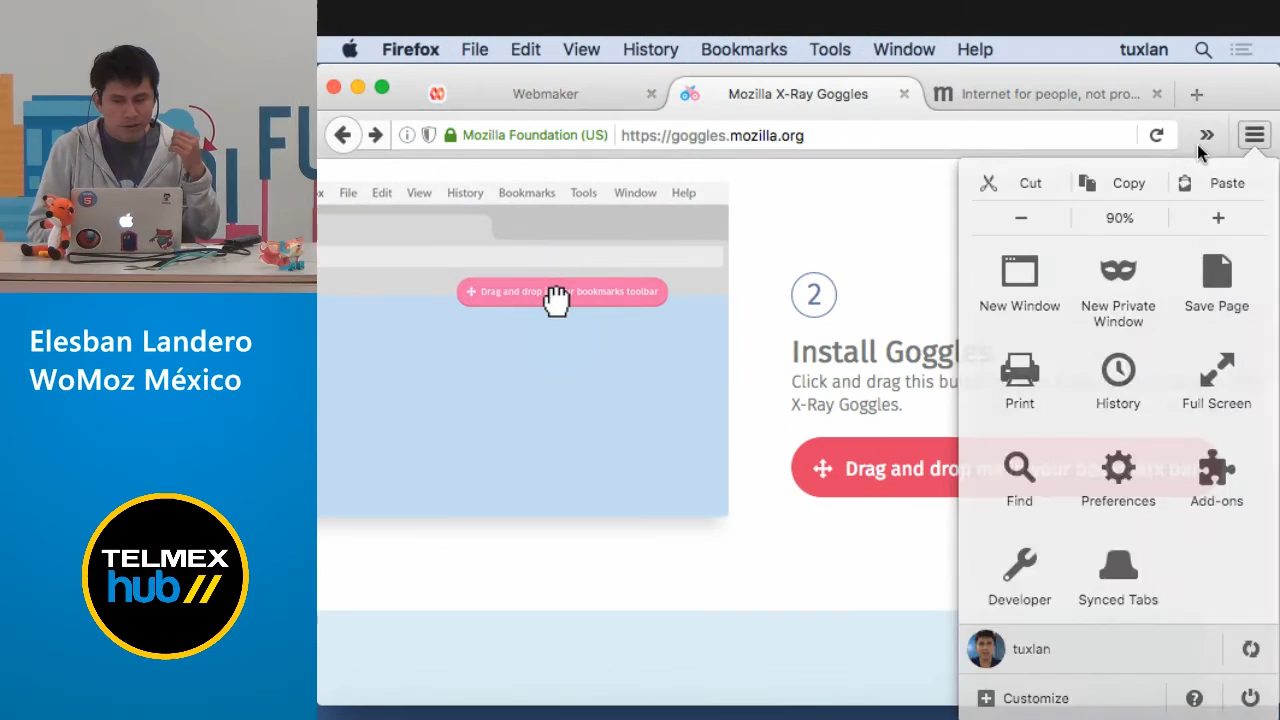 FU
Elesban Landero
WoMoz México
TELMEX
hub
Firefox File Edit View History Bookmarks Tools Window Help tuxlan
Webmaker
Mozilla X-Ray Goggles
m Internet for people, not pro...
Mozilla Foundation (US) https://goggles.mozilla.org
File Edit View History Bookmarks Tools Window Help
Drag and drop bookmarks toolbar
2
Install Goggles
Click and drag this bu
X-Ray Goggles.
Drag and drop
Cut Copy Paste
90%
New Window
New Private
Window
Save Page
Print
History
Full Screen
Find
Preferences
Add-ons
Developer
Synced Tabs
tuxlan
Customize